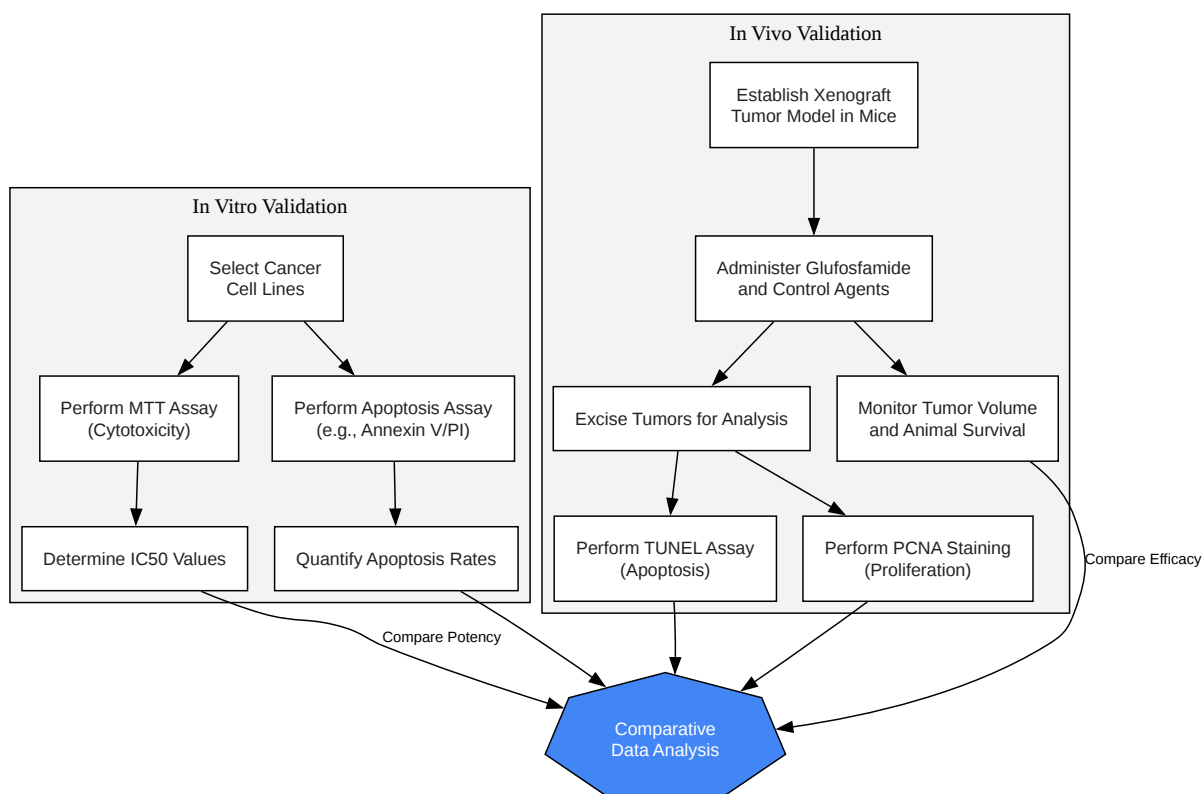 In Vivo Validation
Establish Xenograft
Tumor Model in Mice
Administer Glufosfamide
and Control Agents
Excise Tumors for Analysis
Monitor Tumor Volume
and Animal Survival
Perform TUNEL Assay
(Apoptosis)
Perform PCNA Staining
(Proliferation)
In Vitro Validation
Select Cancer
Cell Lines
Perform MTT Assay
(Cytotoxicity)
Perform Apoptosis Assay
(e.g., Annexin V/PI)
Determine IC50 Values
Quantify Apoptosis Rates
Compare Potency
Compare Efficacy
Comparative
Data Analysis